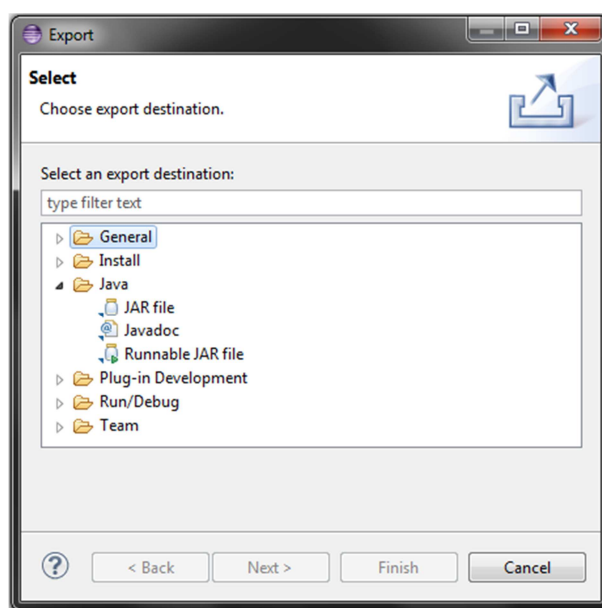 Export
Select
Choose export destination.
Select an export destination:
type filter text
General
Install
Java
JAR file
Javadoc
Runnable JAR file
Plug-in Development
Run/Debug
Team
< Back Next > Finish Cancel